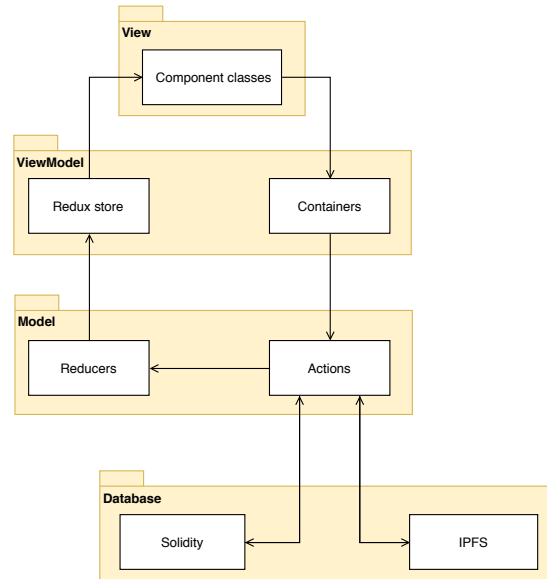 View
Component classes
ViewModel
Redux store
Containers
Model
Reducers
Actions
Database
Solidity
IPFS